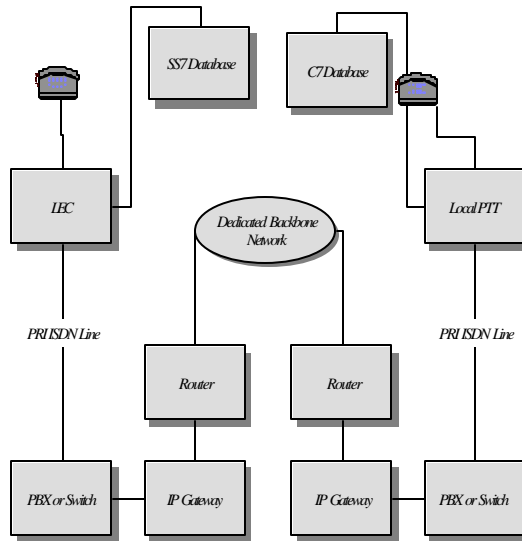 SS7 Database
C7 Database
LEC
Local PTT
Dedicated Backbone
Network
PRI ISDN Line
PRI ISDN Line
Router
Router
PBX or Switch
IP Gateway
IP Gateway
PBX or Switch